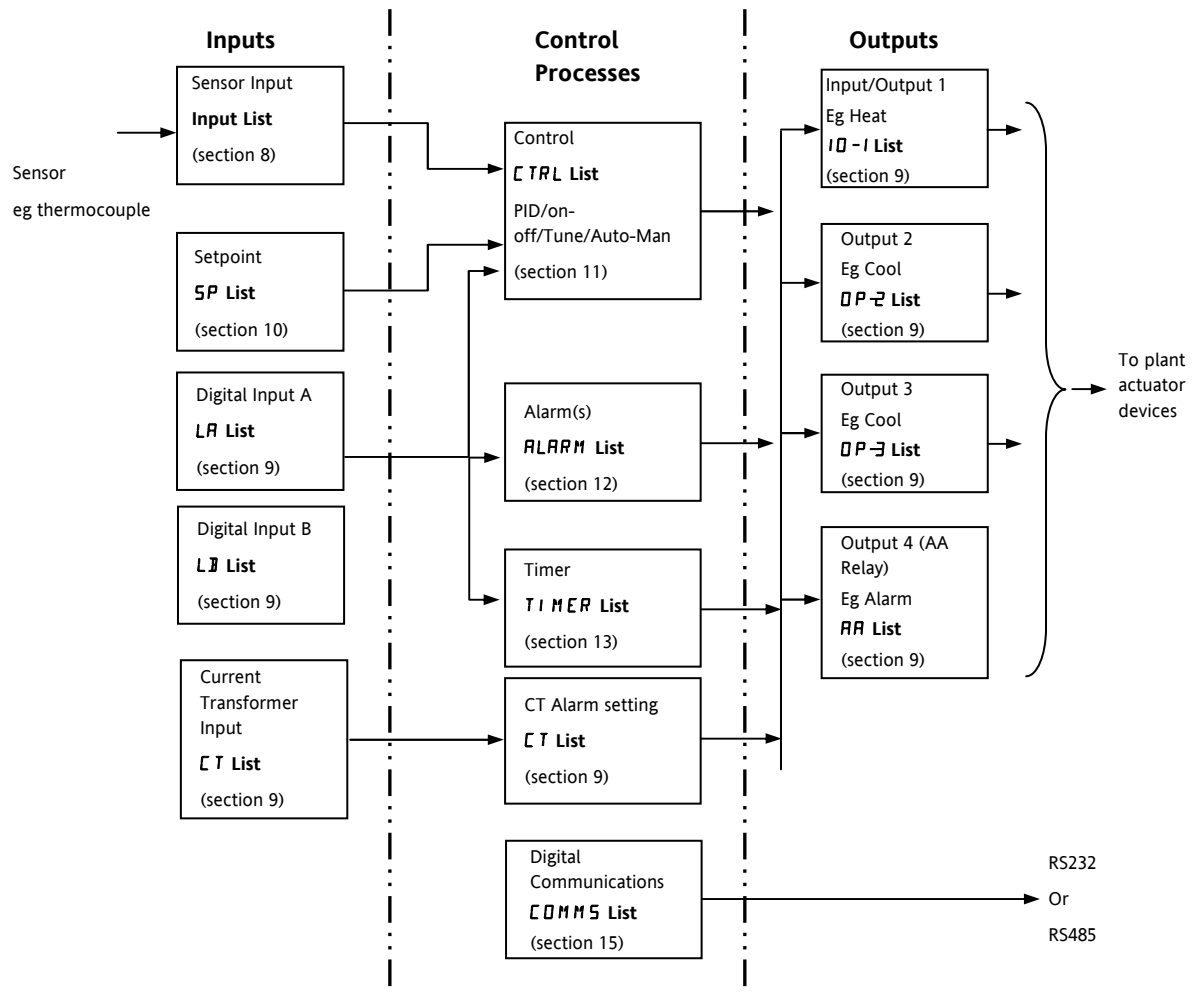 Inputs
Control
Processes
Outputs
Sensor
eg thermocouple
Sensor Input
Input List
(section 8)
Setpoint
SP List
(section 10)
Digital Input A
LA List
(section 9)
Digital Input B
LB List
(section 9)
Current
Transformer
Input
CT List
(section 9)
Control
CTRL List
PID/on-
off/Tune/Auto-Man
(section 11)
Alarm(s)
ALARM List
(section 12)
Timer
TIMER List
(section 13)
CT Alarm setting
CT List
(section 9)
Digital
Communications
COMMS List
(section 15)
Input/Output 1
Eg Heat
IO-1 List
(section 9)
Output 2
Eg Cool
OP-2 List
(section 9)
Output 3
Eg Cool
OP-3 List
(section 9)
Output 4 (AA
Relay)
Eg Alarm
AA List
(section 9)
To plant
actuator
devices
RS232
Or
RS485